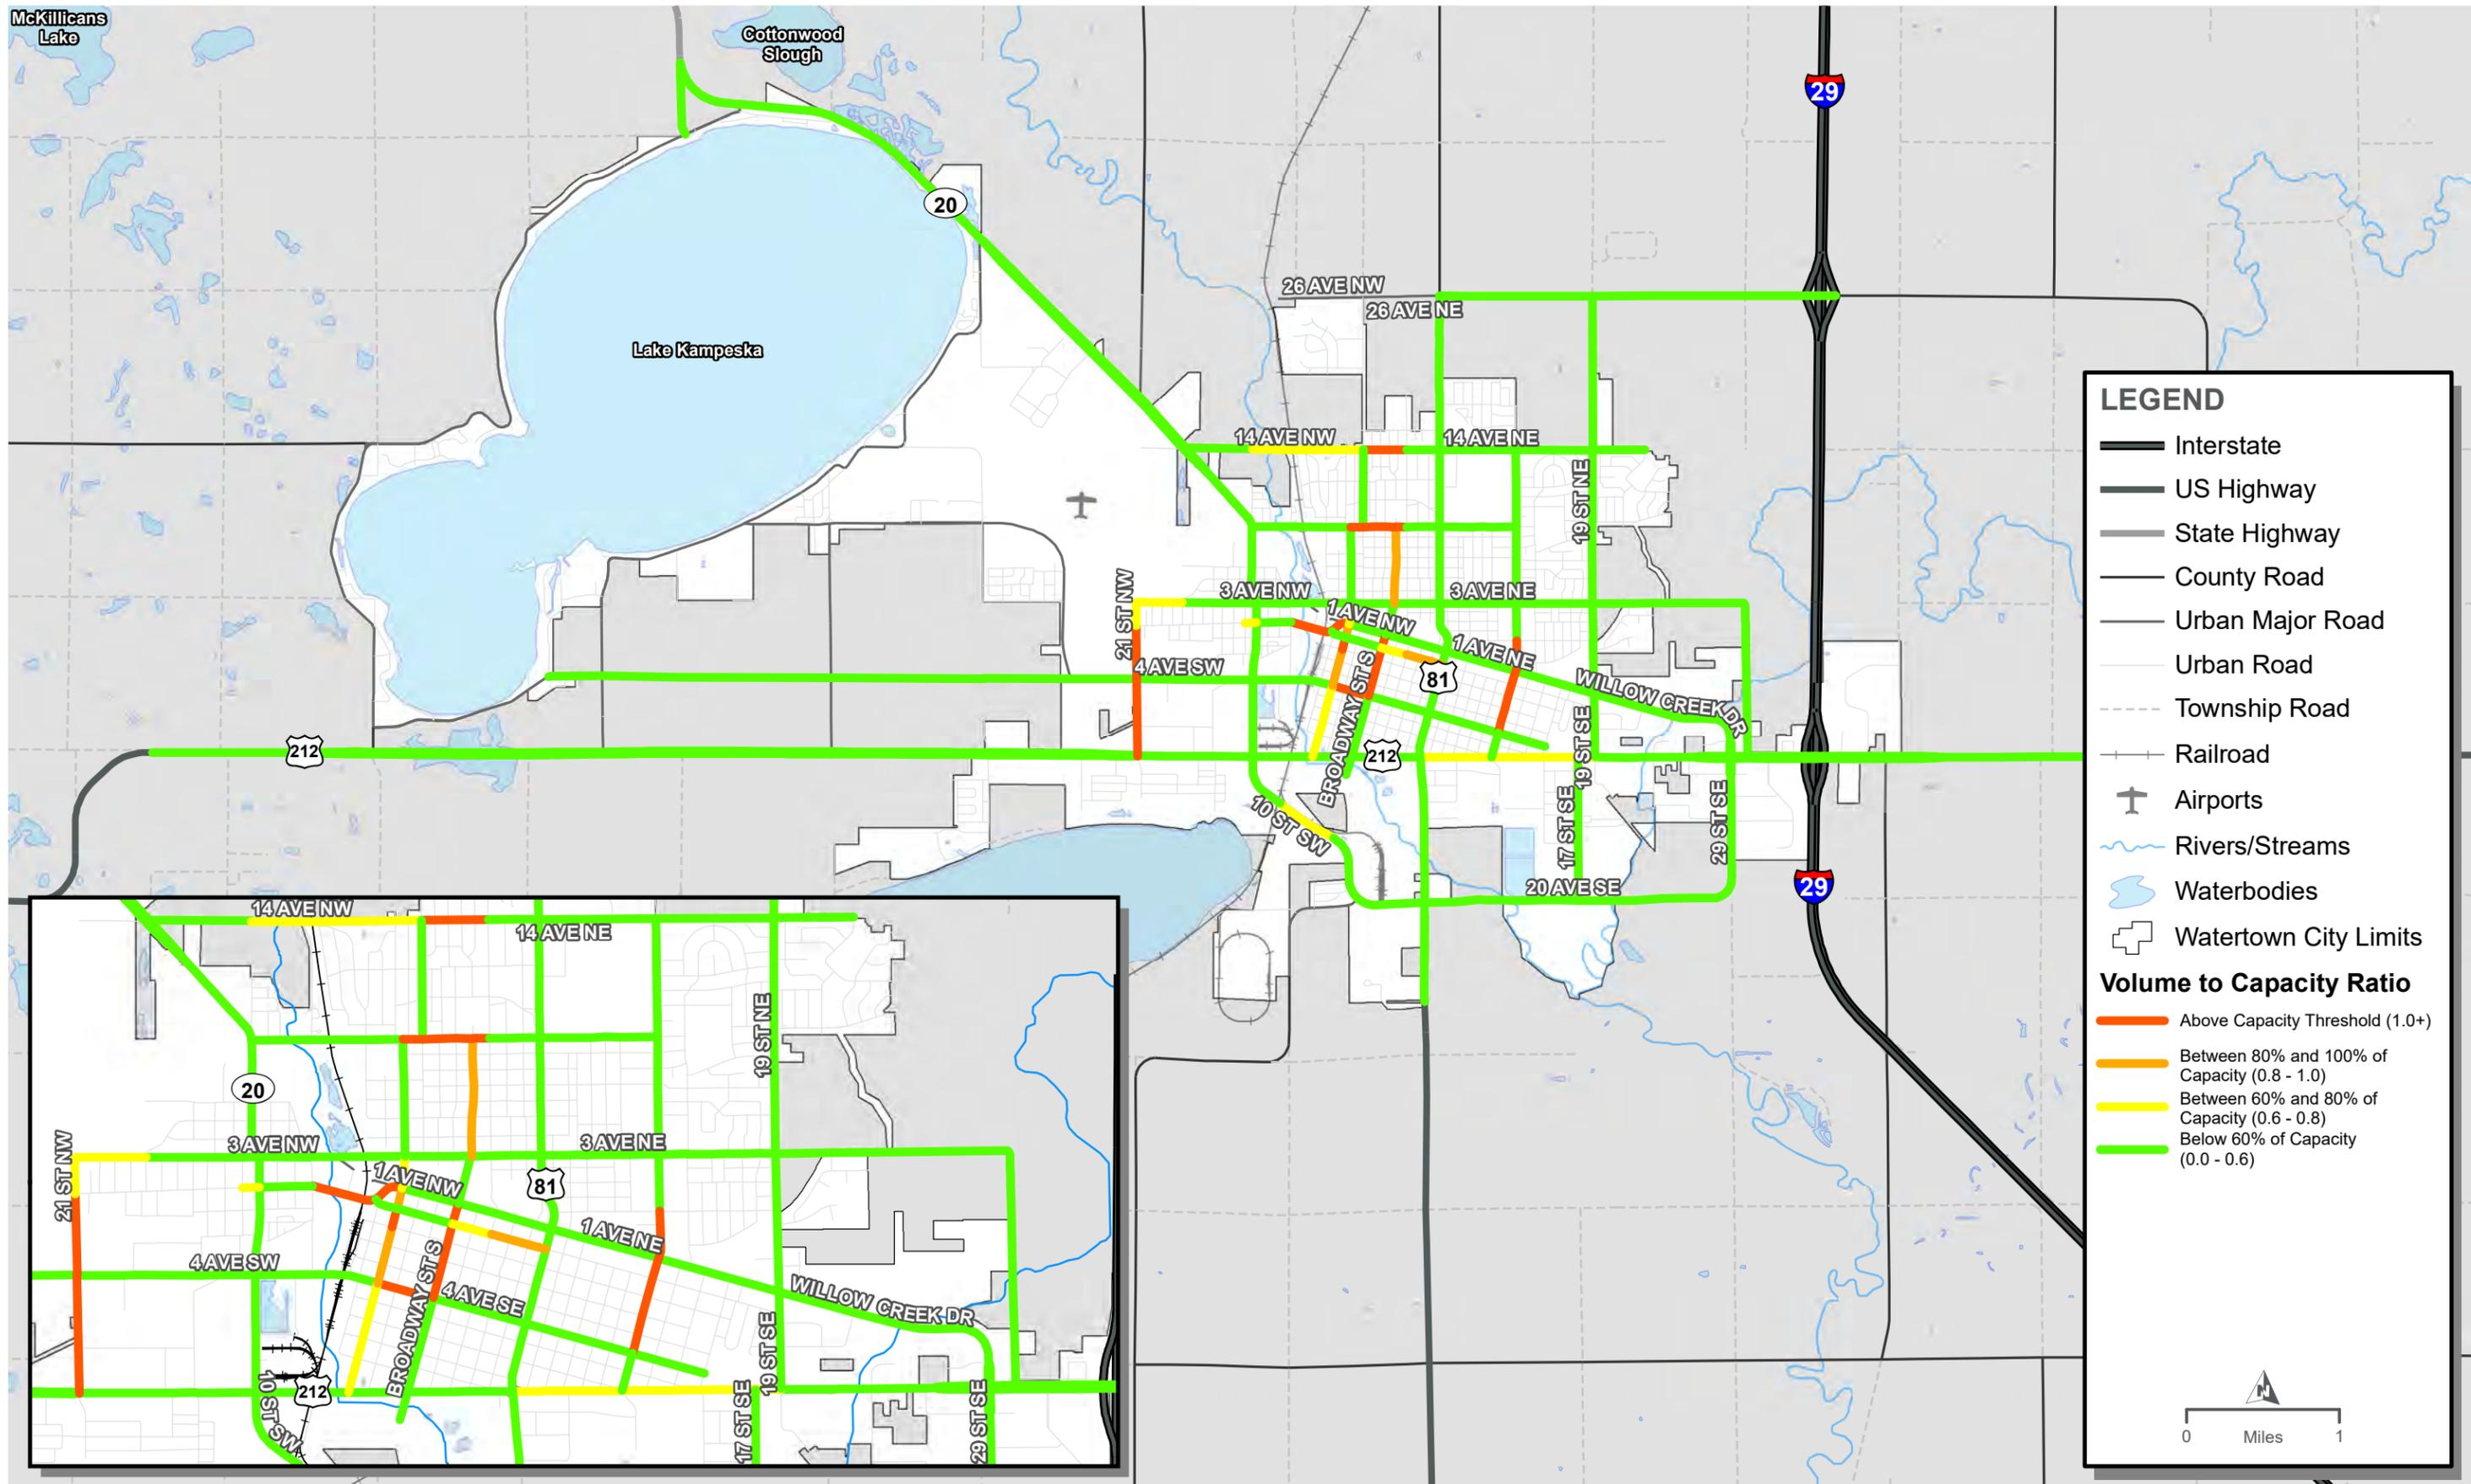 McKillicans
Lake
Cottonwood
Slough
29
20
26 AVE NW
26 AVE NE
Lake Kampeska
14 AVE NW
14 AVE NE
19 ST NE
21 ST NW
3 AVE NW
3 AVE NE
1 AVE NW
1 AVE NE
4 AVE SW
81
WILLOW CREEK DR
BROADWAY ST S
19 ST SE
212
212
10 ST SW
17 ST SE
29 ST SE
20 AVE SE
29
14 AVE NW
14 AVE NE
19 ST NE
20
21 ST NW
3 AVE NW
3 AVE NE
1 AVE NW
81
1 AVE NE
4 AVE SW
BROADWAY ST S
4 AVE SE
WILLOW CREEK DR
19 ST SE
212
10 ST SW
17 ST SE
29 ST SE
LEGEND
Interstate
US Highway
State Highway
County Road
Urban Major Road
Urban Road
Township Road
Railroad
Airports
Rivers/Streams
Waterbodies
Watertown City Limits
Volume to Capacity Ratio
Above Capacity Threshold (1.0+)
Between 80% and 100% of
Capacity (0.8 - 1.0)
Between 60% and 80% of
Capacity (0.6 - 0.8)
Below 60% of Capacity
(0.0 - 0.6)
N
0 Miles 1